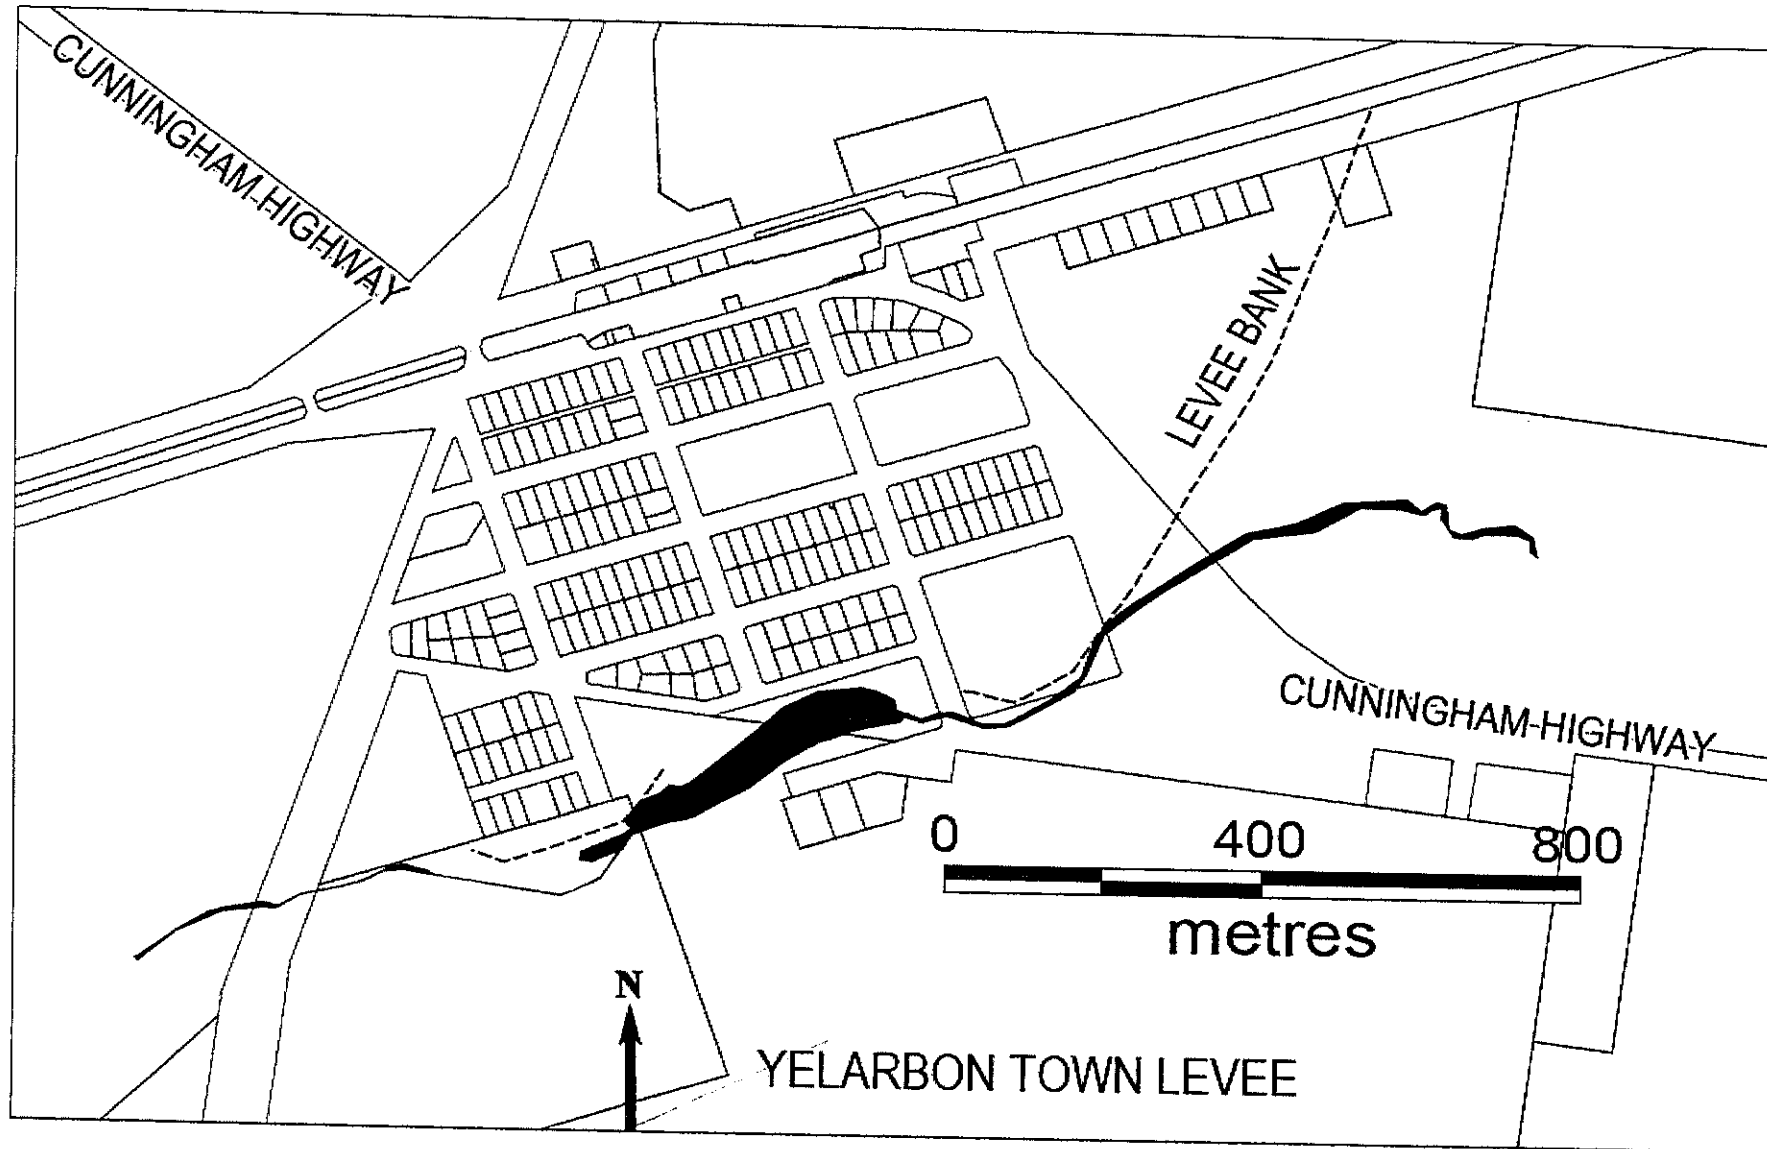 CUNNINGHAM-HIGHWAY
LEVEE BANK
CUNNINGHAM-HIGHWAY
0 400 800
metres
N
YELARBON TOWN LEVEE